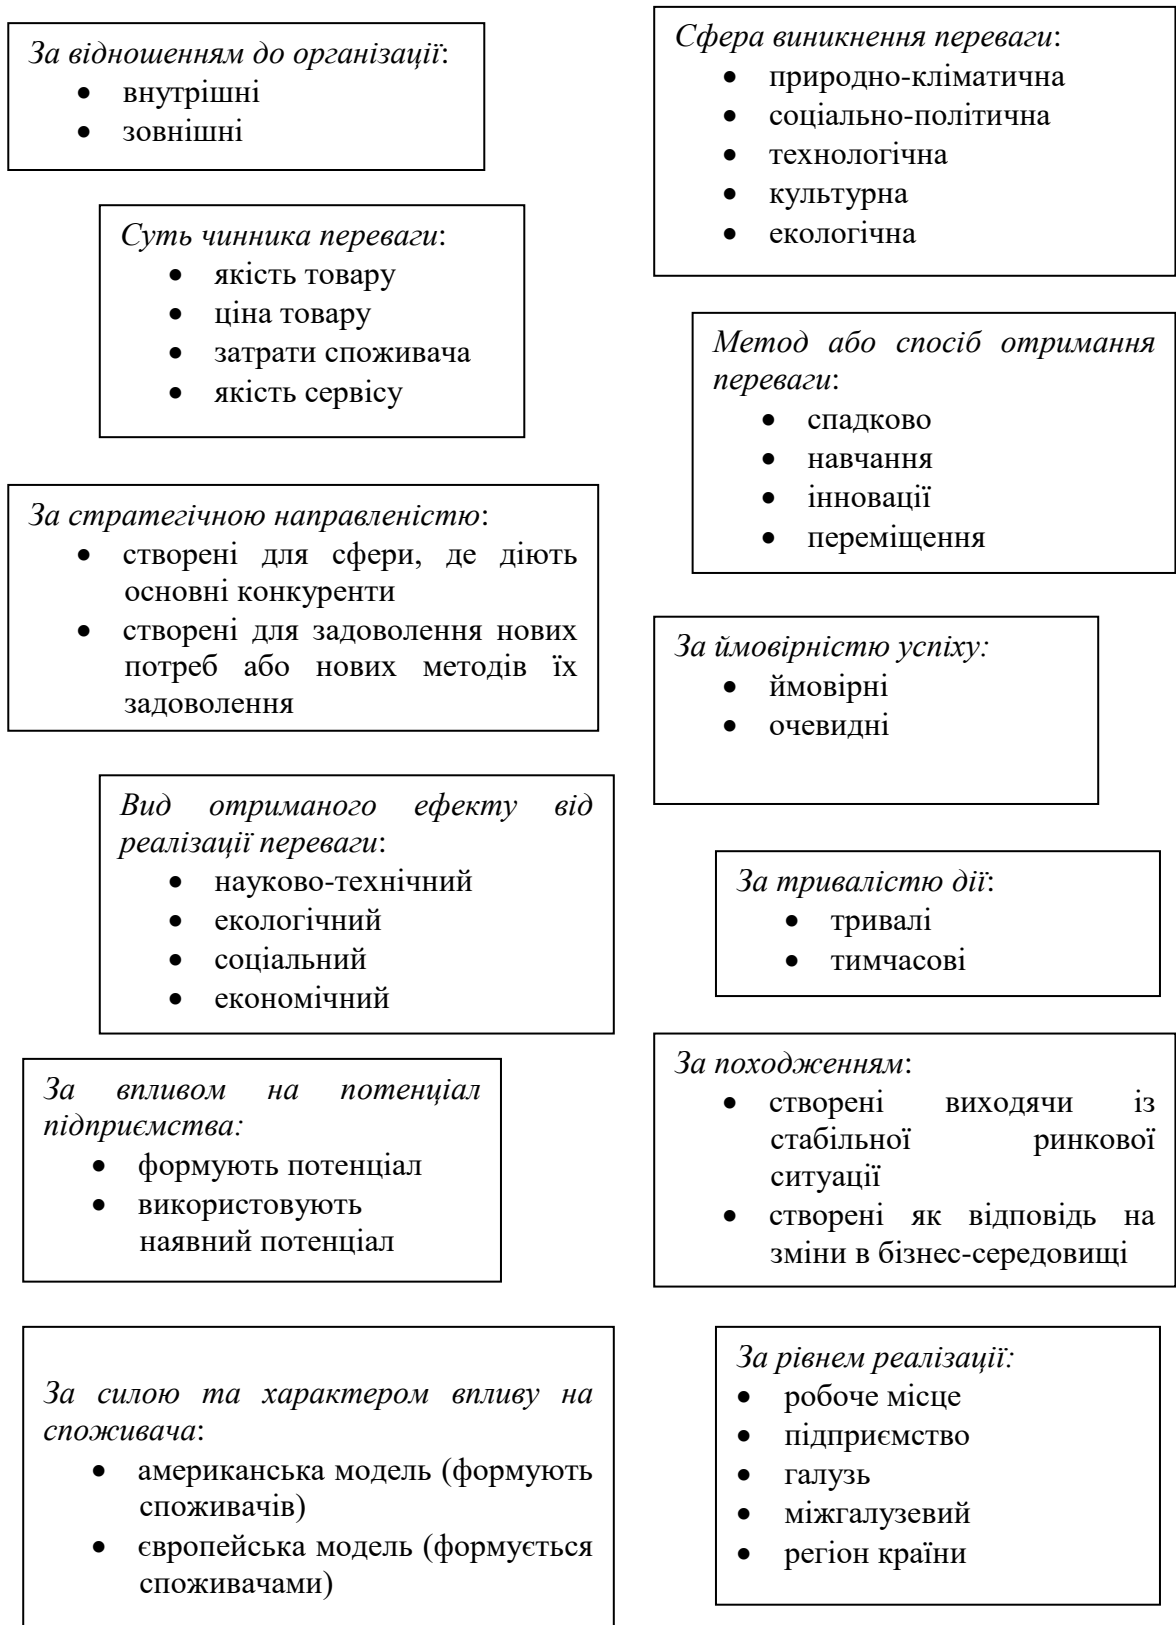 За відношенням до організації:
• внутрішні
• зовнішні
Сфера виникнення переваги:
• природно-кліматична
• соціально-політична
• технологічна
• культурна
• екологічна
Суть чинника переваги:
• якість товару
• ціна товару
• затрати споживача
• якість сервісу
Метод або спосіб отримання
переваги:
• спадково
• навчання
• інновації
• переміщення
За стратегічною направленістю:
• створені для сфери, де діють
основні конкуренти
• створені для задоволення нових
потреб або нових методів їх
задоволення
За ймовірністю успіху:
• ймовірні
• очевидні
Вид отриманого ефекту від
реалізації переваги:
• науково-технічний
• екологічний
• соціальний
• економічний
За тривалістю дії:
• тривалі
• тимчасові
За впливом на потенціал
підприємства:
• формують потенціал
• використовують
наявний потенціал
За походженням:
• створені виходячи із
стабільної ринкової
ситуації
• створені як відповідь на
зміни в бізнес-середовищі
За силою та характером впливу на
споживача:
• американська модель (формують
споживачів)
• європейська модель (формується
споживачами)
За рівнем реалізації:
• робоче місце
• підприємство
• галузь
• міжгалузевий
• регіон країни